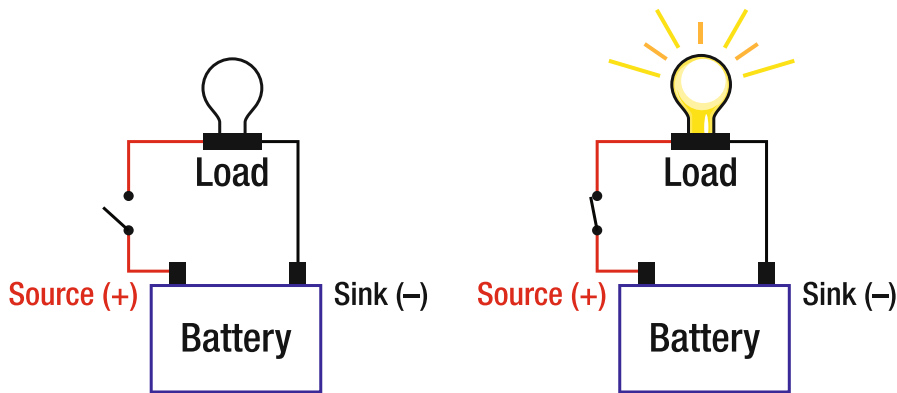 Load
Source (+)
Sink (–)
Battery
Load
Source (+)
Sink (–)
Battery